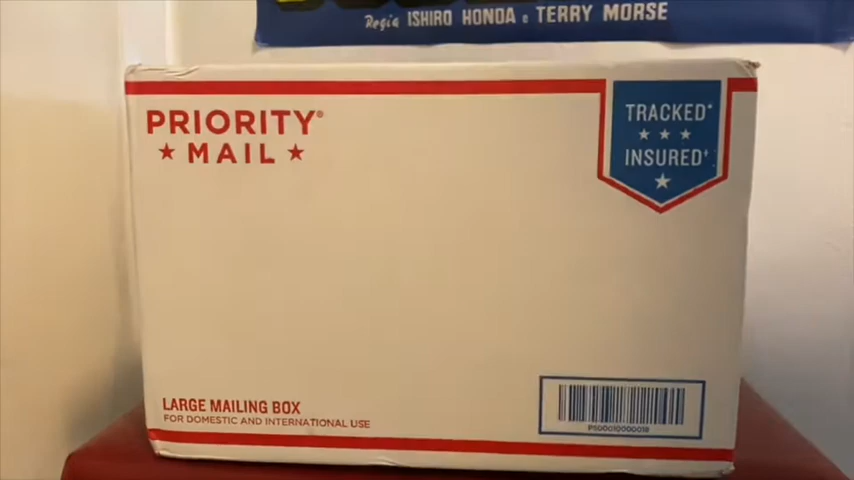 Regia ISHIRO HONDA e TERRY MORSE
PRIORITY®
★ MAIL ★
TRACKED*
★ ★ ★
INSURED†
★
LARGE MAILING BOX
FOR DOMESTIC AND INTERNATIONAL USE